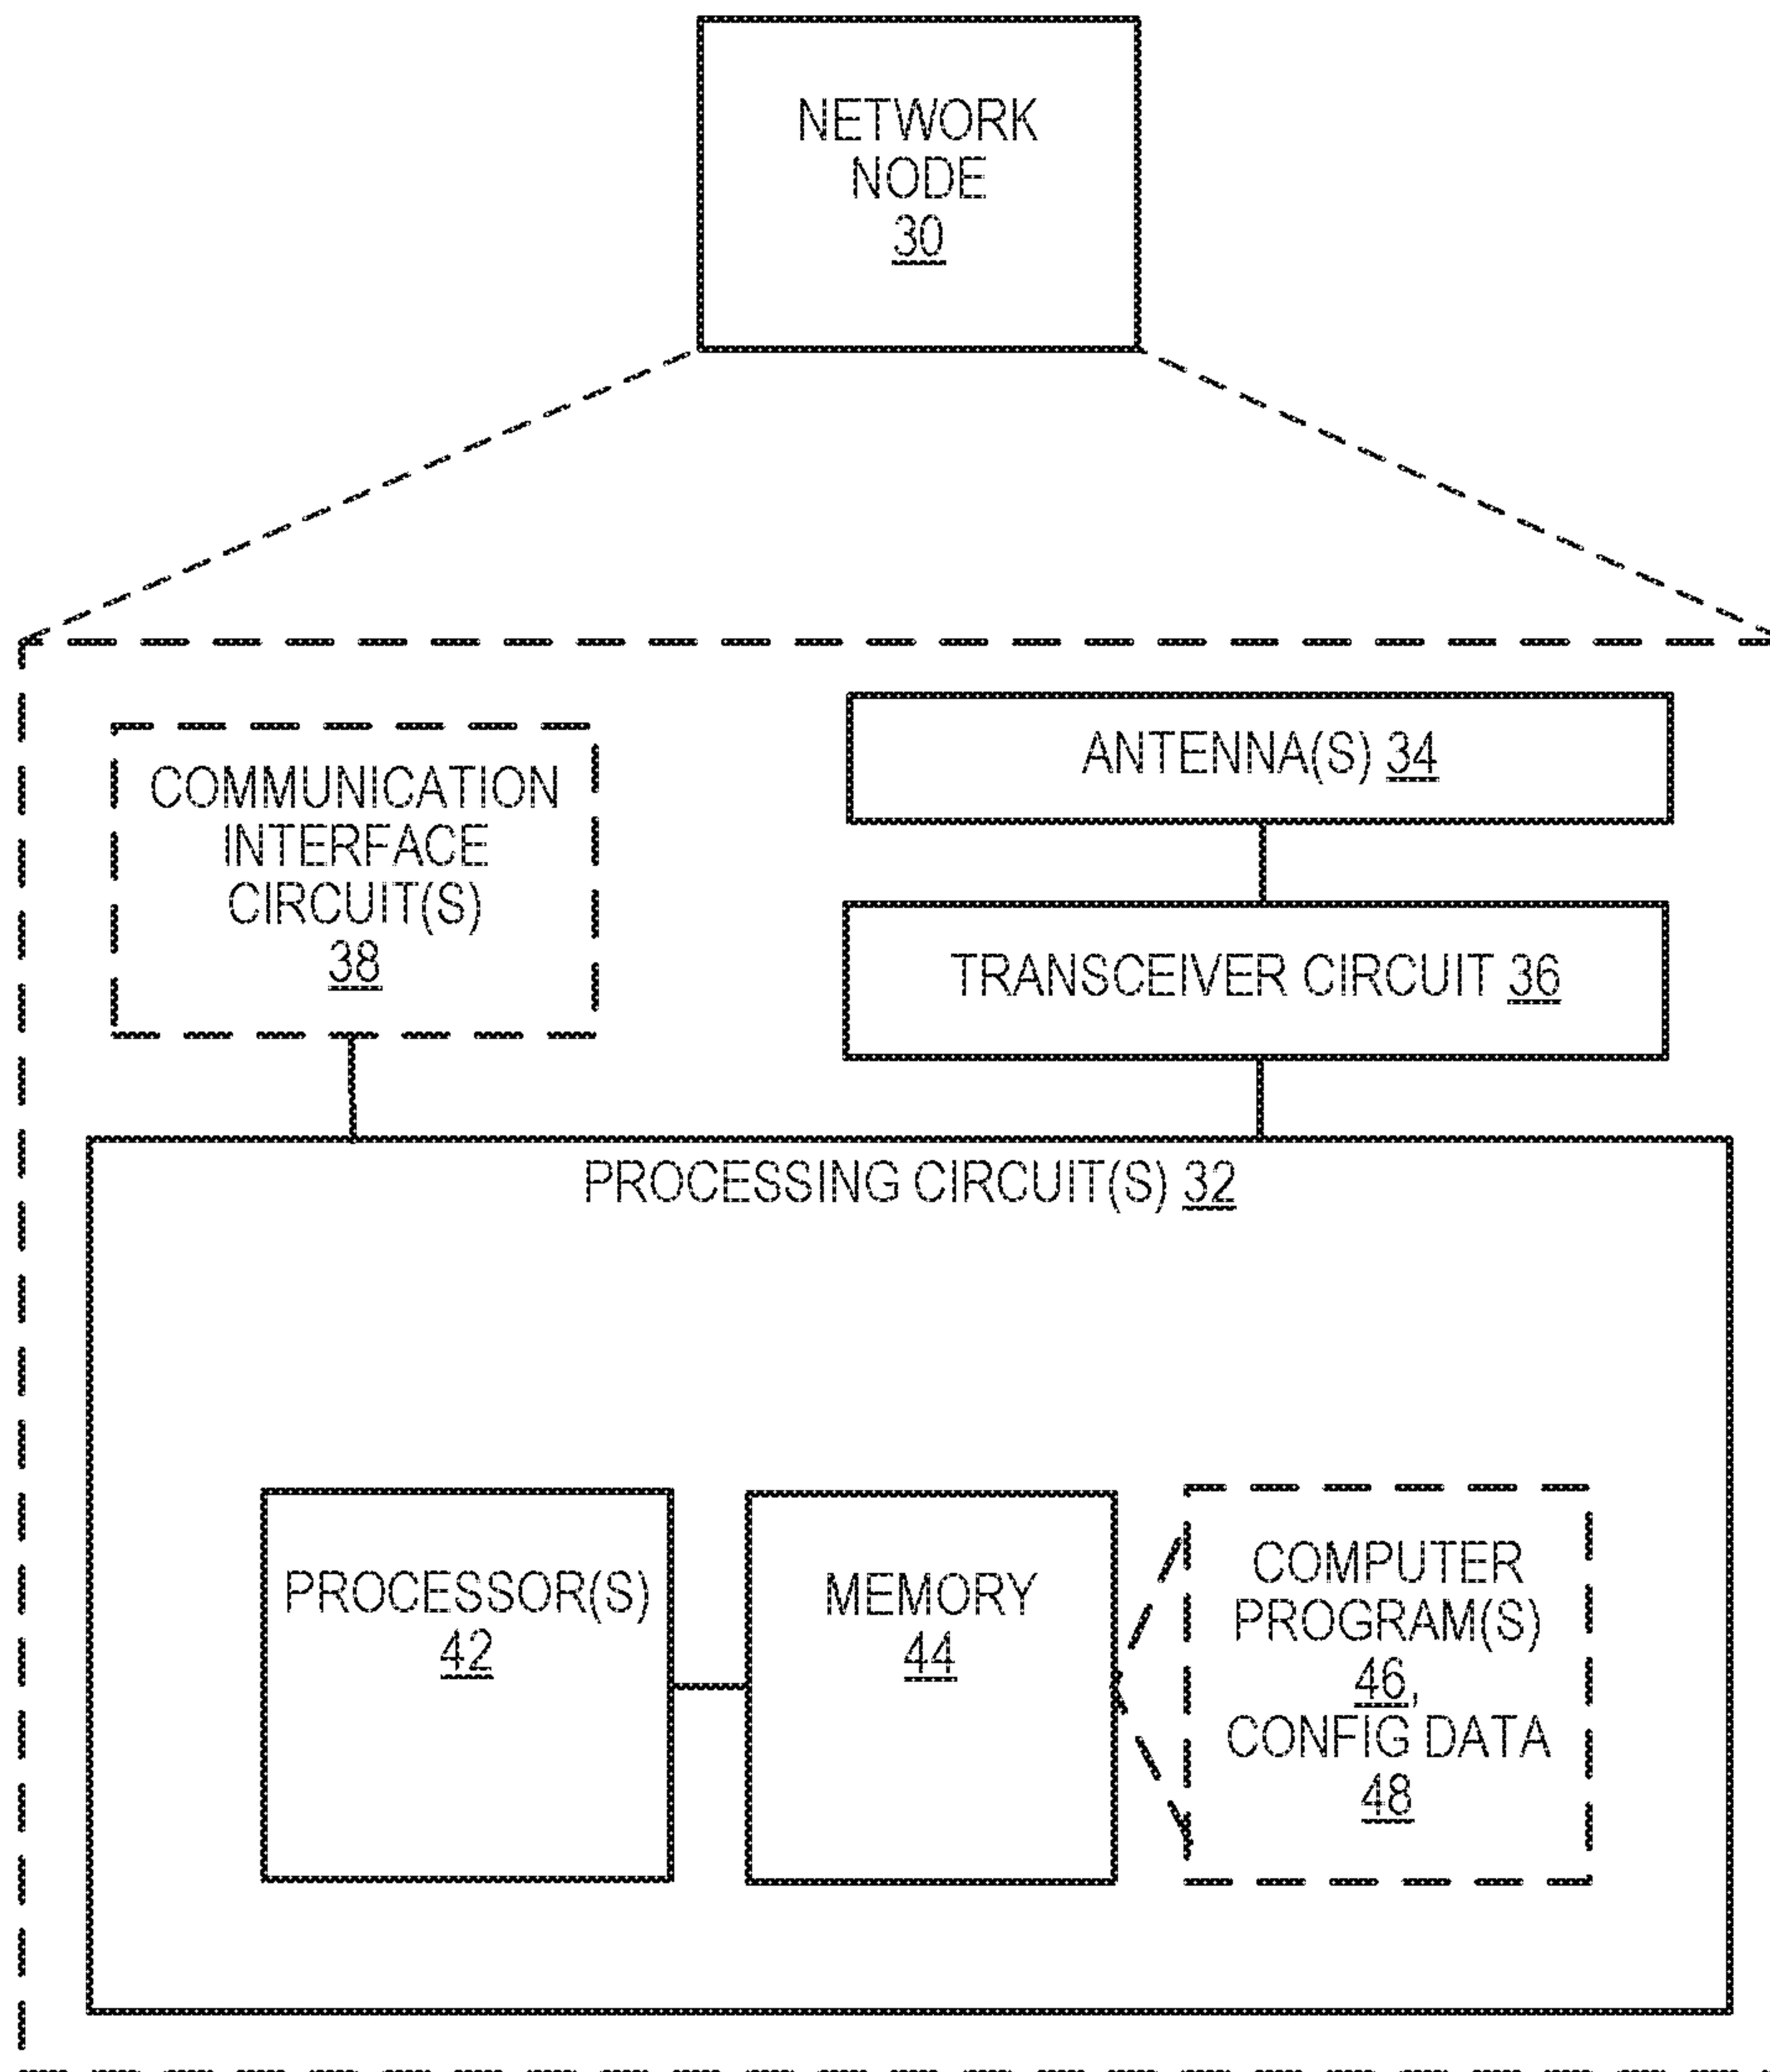 NETWORK
NODE
30
COMMUNICATION
INTERFACE
CIRCUIT(S)
38
ANTENNA(S) 34
TRANSCEIVER CIRCUIT 36
PROCESSING CIRCUIT(S) 32
PROCESSOR(S)
42
MEMORY
44
COMPUTER
PROGRAM(S)
46,
CONFIG DATA
48